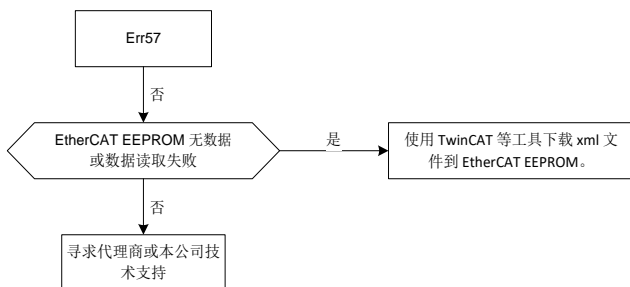 Err57
否
EtherCAT EEPROM 无数据
或数据读取失败
是
使用 TwinCAT 等工具下载 xml 文
件到 EtherCAT EEPROM。
否
寻求代理商或本公司技
术支持